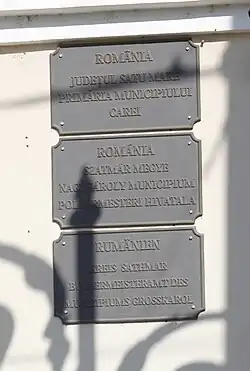 ROMÂNIA
JUDEŢUL SATU MARE
PRIMĂRIA MUNICIPIULUI
CAREI
ROMÁNIA
SZATMÁR MEGYE
NAGYKÁROLY MUNICIPIUM
POLGÁRMESTERI HIVATALA
RUMÄNIEN
KREIS SATHMAR
BÜRGERMEISTERAMT DES
MUNIZIPIUMS GROSSKAROL